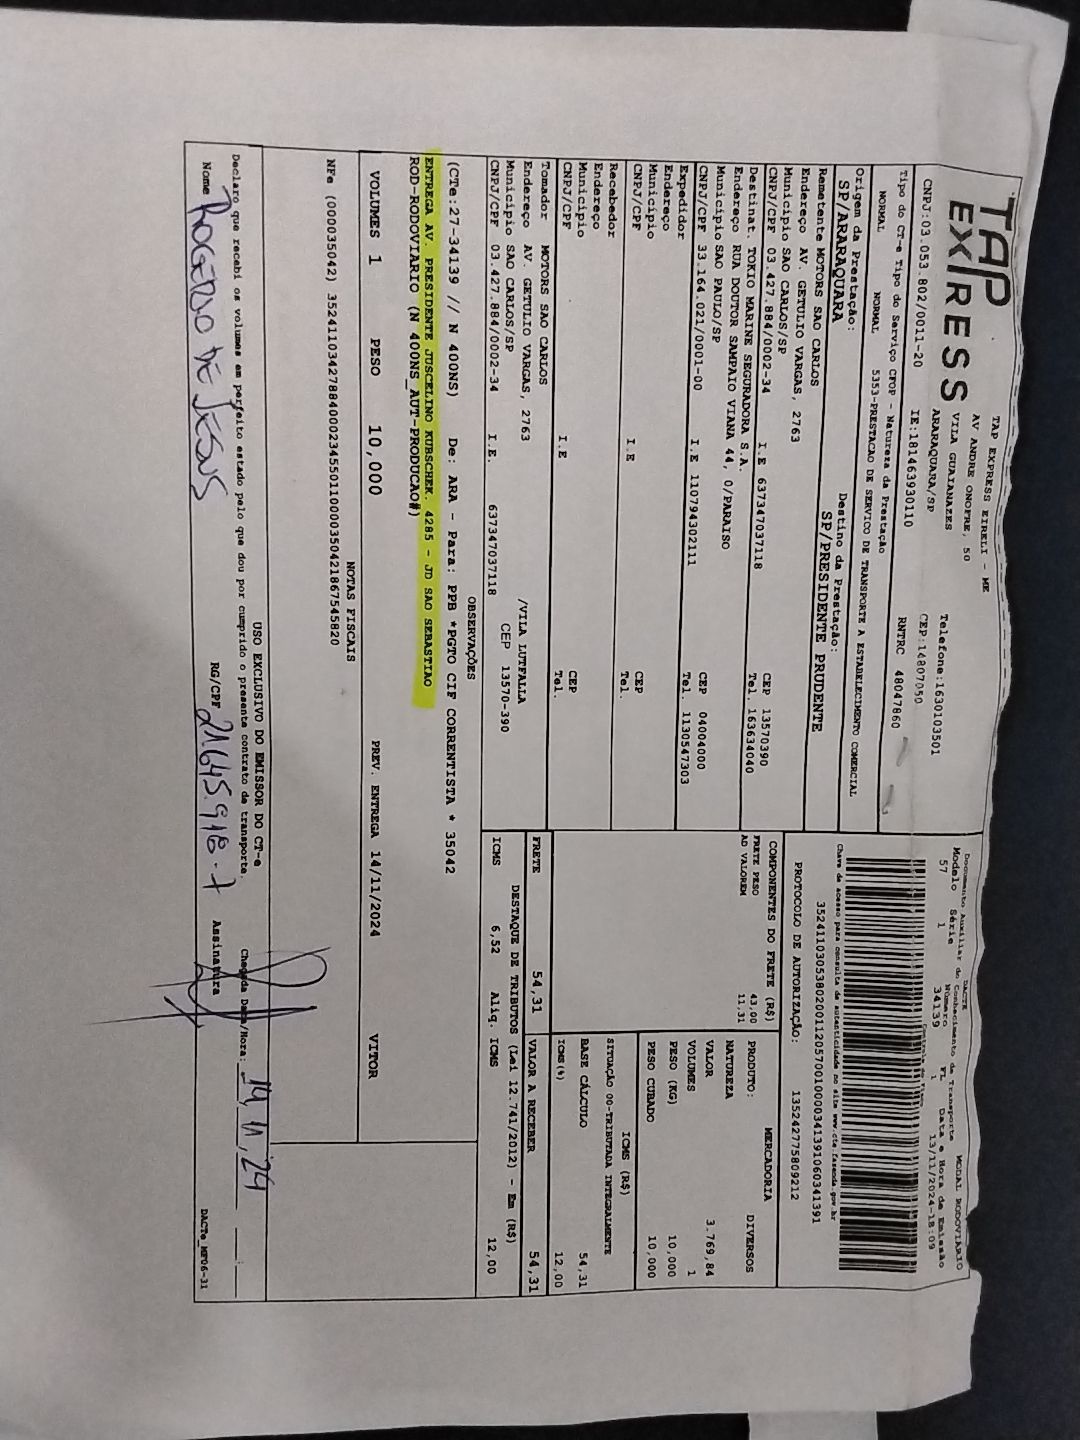 TAP EXPRESS
TAP EXPRESS EIRELI - ME
AV ANDRE ONOFRE, 50
VILA GUAIANAZES
ARARAQUARA/SP
Telefone:1630103501
CEP:14807050
CNPJ:03.053.802/0011-20 IE:181463930110 RNTRC 48047860
Tipo do CT-e Tipo do Serviço CFOP - Natureza da Prestação
NORMAL NORMAL 5353-PRESTACAO DE SERVICO DE TRANSPORTE A ESTABELECIMENTO COMERCIAL
Origem da Prestação: Destino da Prestação:
SP/ARARAQUARA SP/PRESIDENTE PRUDENTE
Remetente MOTORS SAO CARLOS
Endereço AV. GETULIO VARGAS, 2763
Município SAO CARLOS/SP CEP 13570390
CNPJ/CPF 03.427.884/0002-34 I.E 637347037118 Tel. 163634040
Destinat. TOKIO MARINE SEGURADORA S.A.
Endereço RUA DOUTOR SAMPAIO VIANA 44, 0/PARAISO
Município SAO PAULO/SP CEP 04004000
CNPJ/CPF 33.164.021/0001-00 I.E 110794302111 Tel. 1130547303
Expedidor
Endereço
Município CEP
CNPJ/CPF I.E Tel.
Recebedor
Endereço
Município CEP
CNPJ/CPF I.E Tel.
Tomador MOTORS SAO CARLOS
Endereço AV. GETULIO VARGAS, 2763 /VILA LUTFALLA
Município SAO CARLOS/SP CEP 13570-390
CNPJ/CPF 03.427.884/0002-34 I.E. 637347037118
DACTE
Documento Auxiliar do Conhecimento de Transporte
MODAL RODOVIÁRIO
Modelo Série Número FL Data e Hora de Emissão
57 1 34139 1 13/11/2024-18:09
Chave de acesso para consulta de autenticidade no site www.cte.fazenda.gov.br
35241103053802001120570010000341391060341391
PROTOCOLO DE AUTORIZAÇÃO: 135242775809212
COMPONENTES DO FRETE (R$)
FRETE PESO 43,00
AD VALOREM 11,31
MERCADORIA
PRODUTO: DIVERSOS
NATUREZA
VALOR 3.769,84
VOLUMES 1
PESO (KG) 10,000
PESO CUBADO 10,000
ICMS (R$)
SITUAÇÃO 00-TRIBUTADA INTEGRALMENTE
BASE CÁLCULO 54,31
ICMS(%) 12,00
FRETE 54,31 VALOR A RECEBER 54,31
DESTAQUE DE TRIBUTOS (Lei 12.741/2012) - Em (R$)
ICMS 6,52 Aliq. ICMS 12,00
OBSERVAÇÕES
(CTe:27-34139 // N 400NS) De: ARA - Para: PPB *PGTO CIF CORRENTISTA * 35042
ENTREGA AV. PRESIDENTE JUSCELINO KUBSCHEK. 4285 - JD SAO SEBASTIAO
ROD-RODOVIARIO (N 400NS_AUT-PRODUCAO#)
VOLUMES 1 PESO 10,000 PREV. ENTREGA 14/11/2024 VITOR
NOTAS FISCAIS
NFe (000035042) 35241103427884000234550110000350421867545820
USO EXCLUSIVO DO EMISSOR DO CT-e
Declaro que recebi os volumes em perfeito estado pelo que dou por cumprido o presente contrato de transporte. Chegada Data/Hora: 14,11,24
Nome ROGERIO DE JESUS RG/CPF 21645.918-7 Assinatura
DACTe_MF06-31